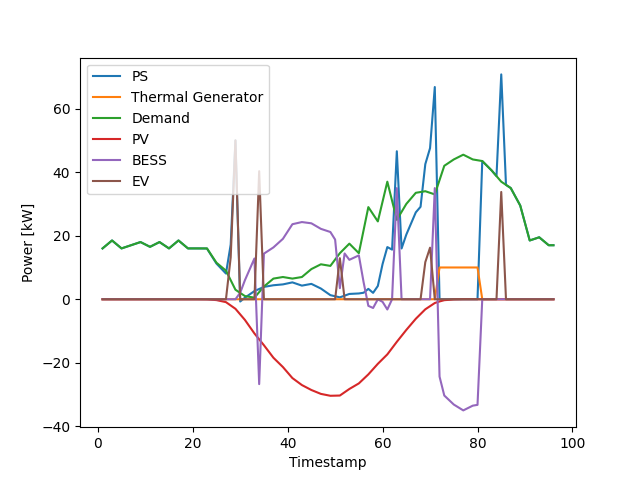 PS
Thermal Generator
Demand
PV
BESS
EV
Power [kW]
60
40
20
0
−20
−40
0 20 40 60 80 100
Timestamp